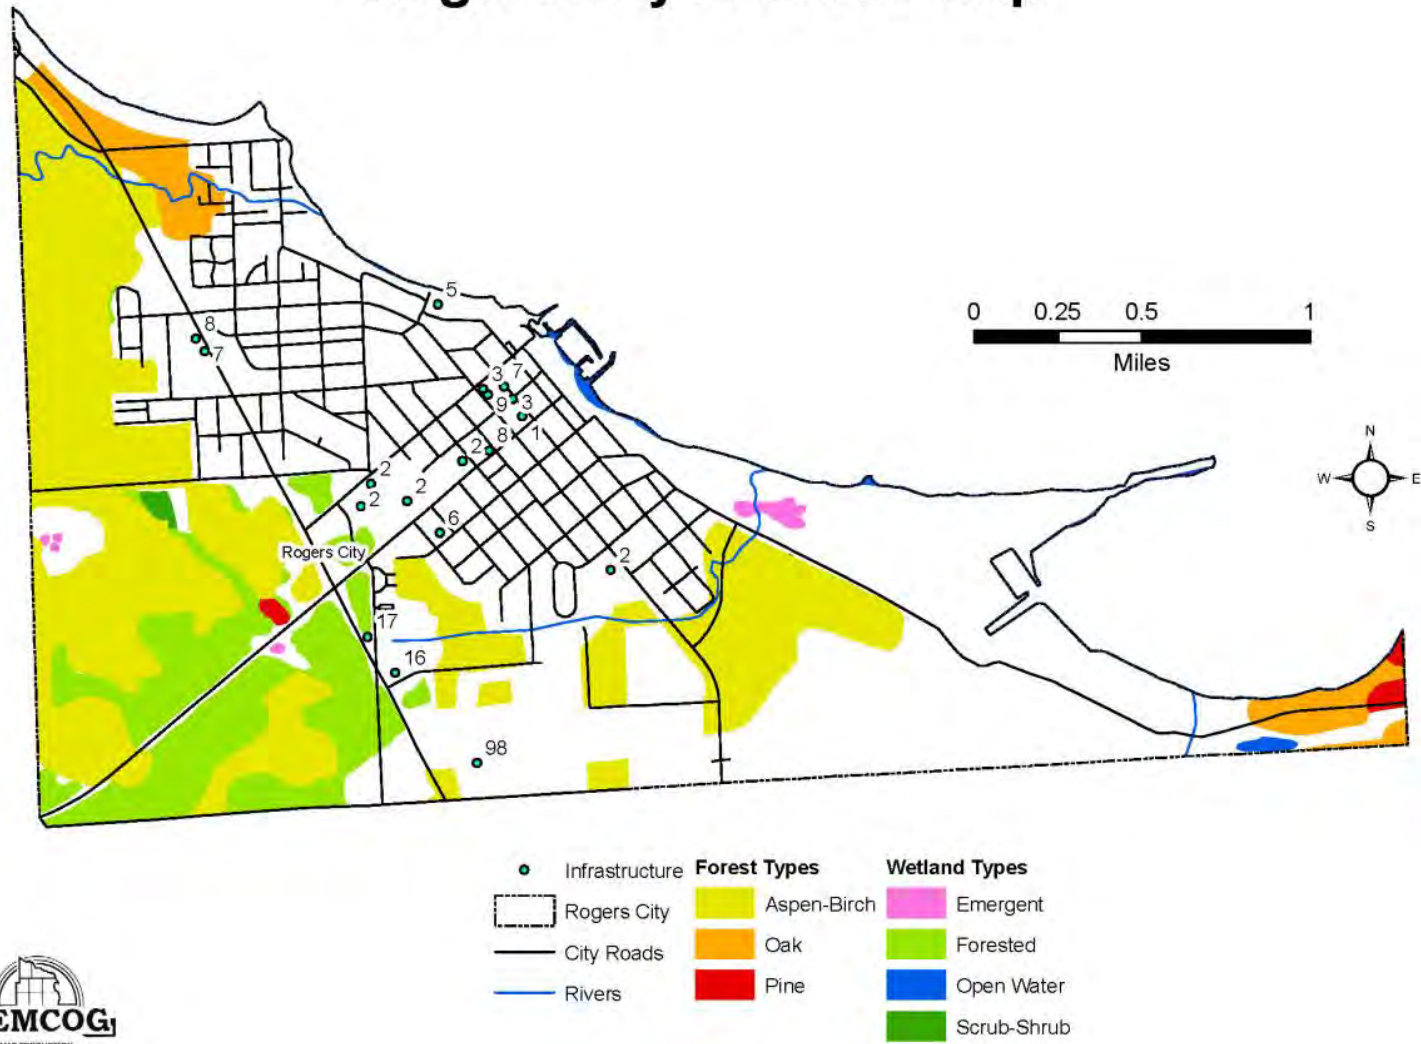 5
0 0.25 0.5 1
Miles
8
7
3 7
9 3
1
8
2
2
2 2
6
N
W E
S
Rogers City
2
17
16
98
Infrastructure
Rogers City
City Roads
Rivers
Forest Types
Aspen-Birch
Oak
Pine
Wetland Types
Emergent
Forested
Open Water
Scrub-Shrub